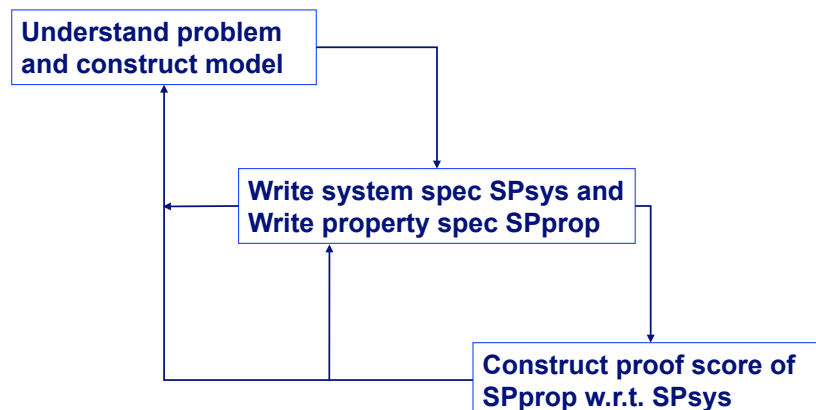 Understand problem
and construct model
Write system spec SPsys and
Write property spec SPprop
Construct proof score of
SPprop w.r.t. SPsys